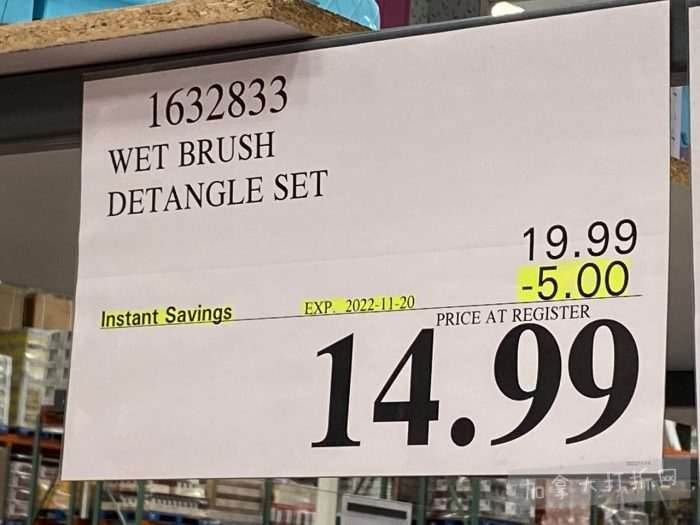 1632833
WET BRUSH
DETANGLE SET
19.99
-5.00
Instant Savings EXP. 2022-11-20
PRICE AT REGISTER
14.99
加拿大打折网